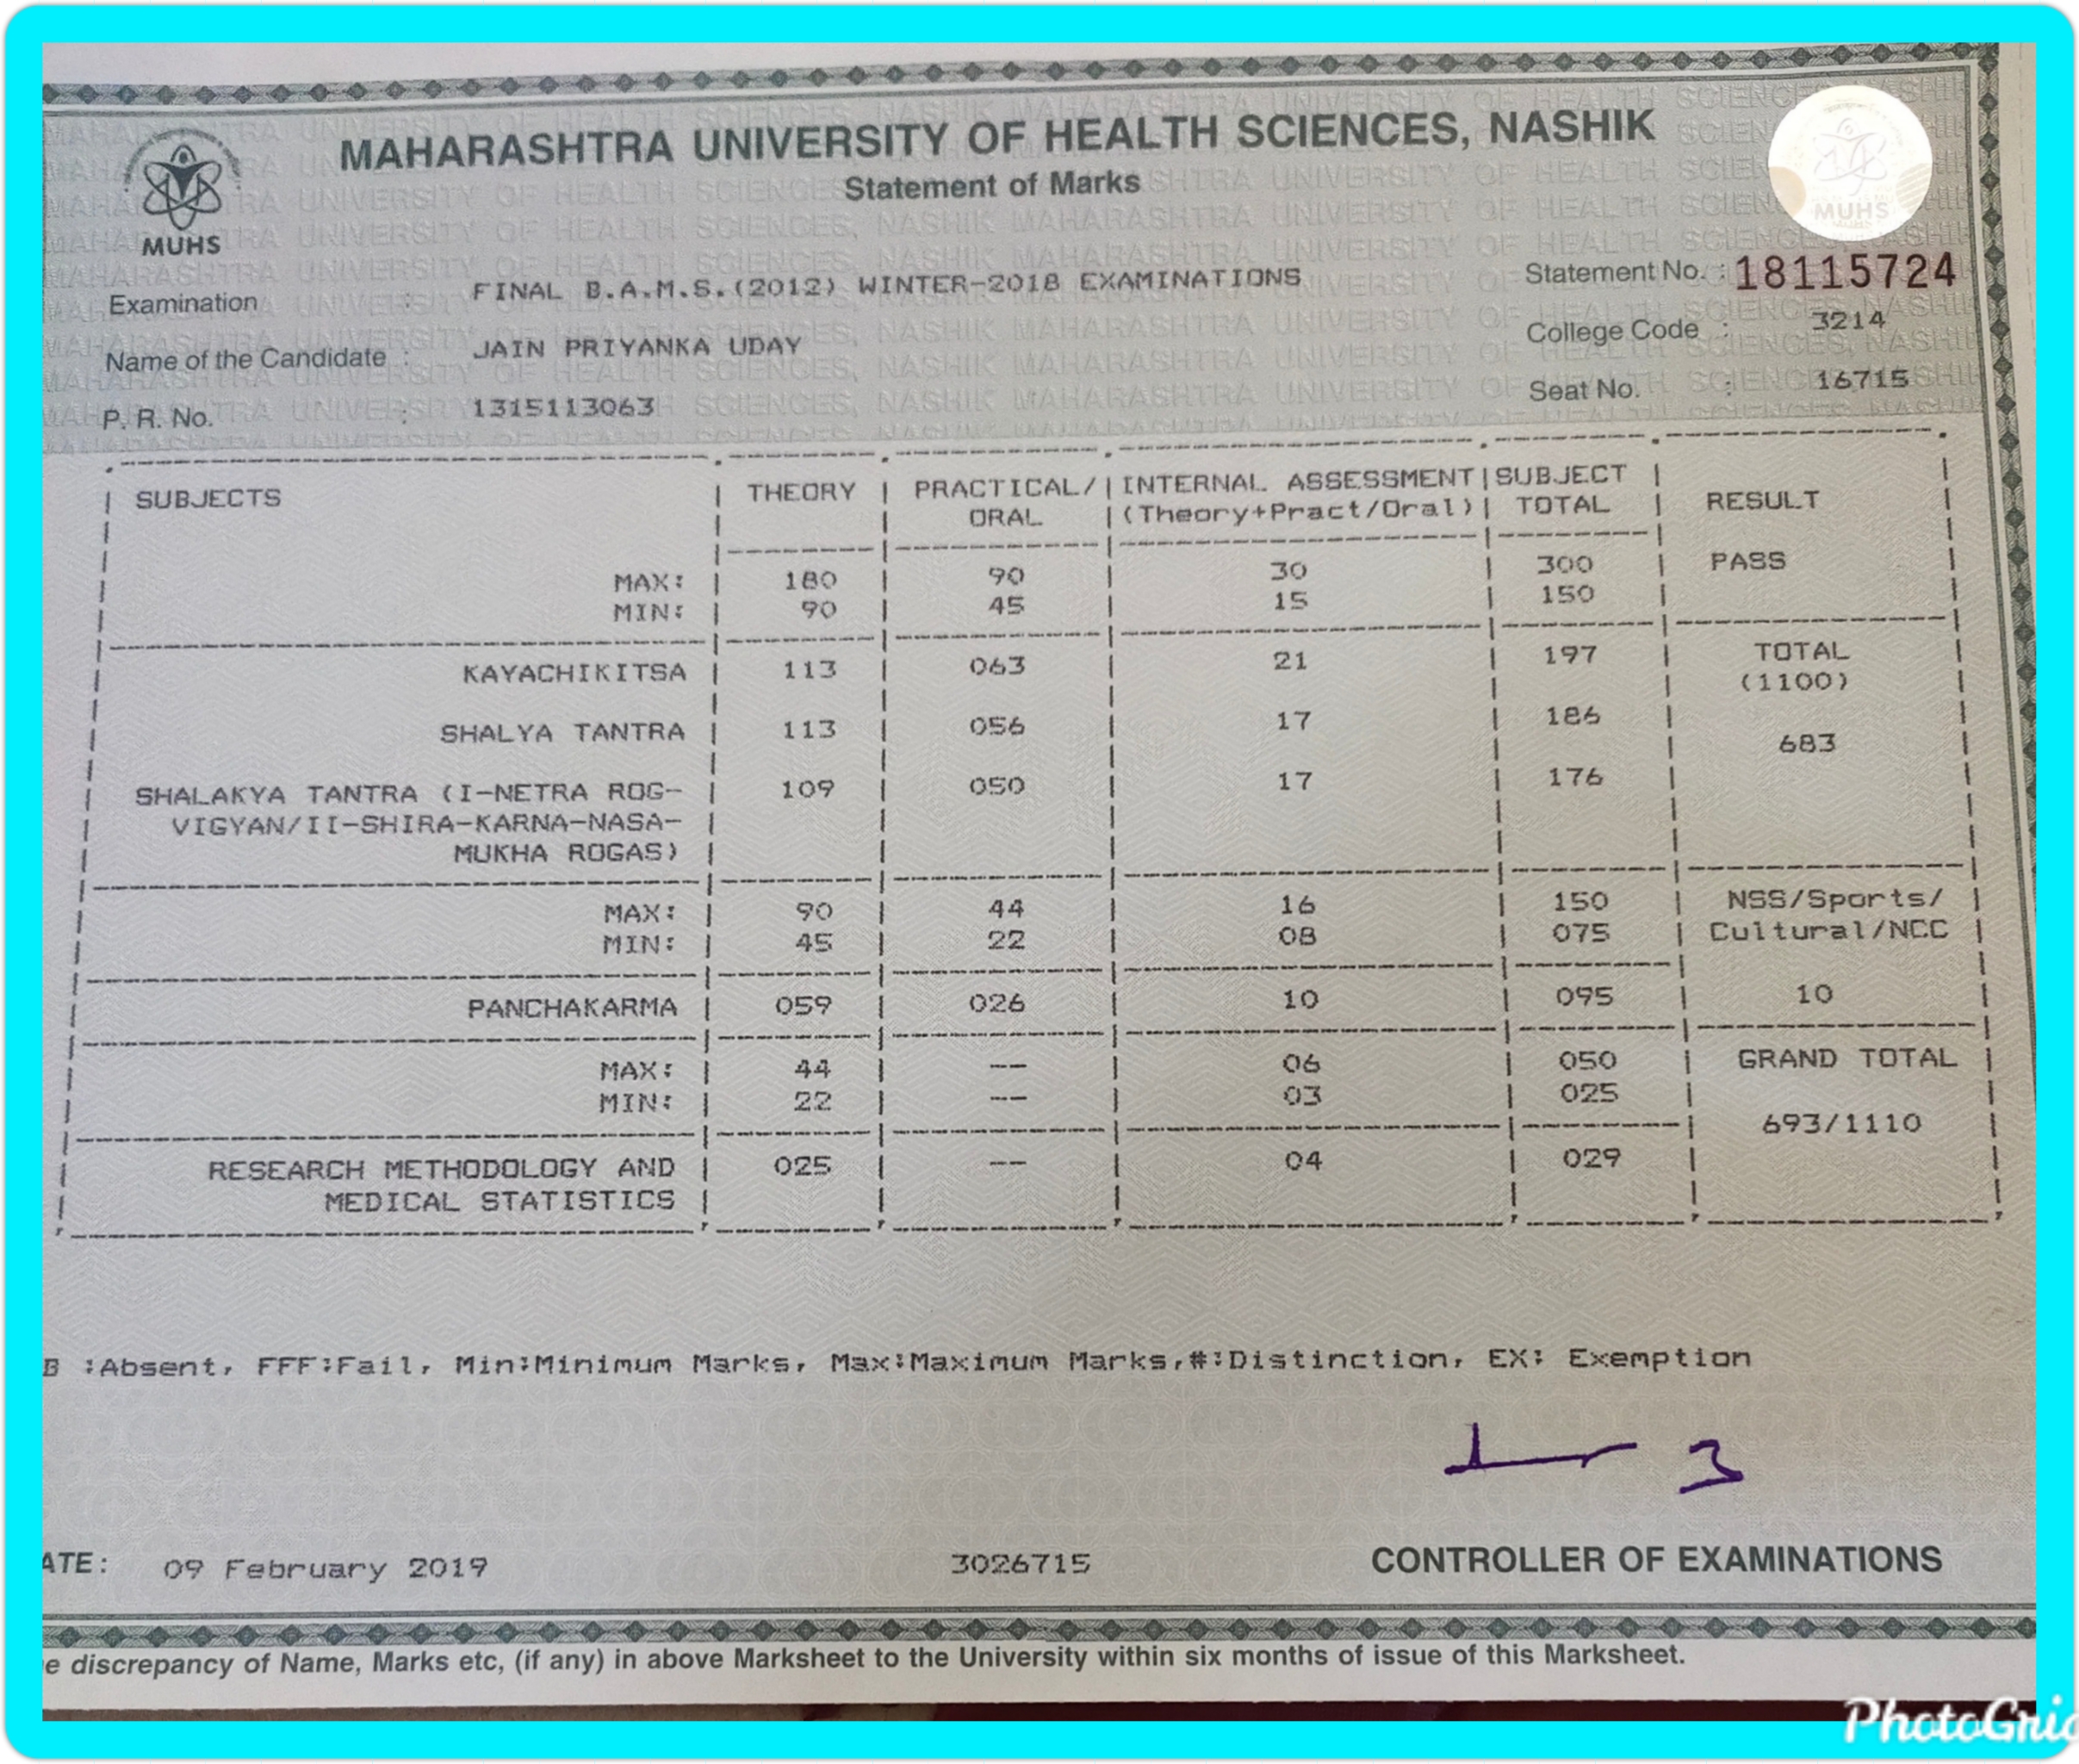 MAHARASHTRA UNIVERSITY OF HEALTH SCIENCES, NASHIK
Statement of Marks
MUHS
MUHS
Examination : FINAL B.A.M.S.(2012) WINTER-2018 EXAMINATIONS
Statement No. : 18115724
Name of the Candidate : JAIN PRIYANKA UDAY
College Code : 3214
P. R. No. : 1315113063
Seat No. : 16715
SUBJECTS | THEORY | PRACTICAL/ | INTERNAL ASSESSMENT | SUBJECT | RESULT
ORAL | (Theory+Pract/Oral) | TOTAL
MAX: | 180 | 90 | 30 | 300 | PASS
MIN: | 90 | 45 | 15 | 150
KAYACHIKITSA | 113 | 063 | 21 | 197 | TOTAL
(1100)
SHALYA TANTRA | 113 | 056 | 17 | 186 | 683
SHALAKYA TANTRA (I-NETRA ROG- | 109 | 050 | 17 | 176
VIGYAN/II-SHIRA-KARNA-NASA-
MUKHA ROGAS)
MAX: | 90 | 44 | 16 | 150 | NSS/Sports/
MIN: | 45 | 22 | 08 | 075 | Cultural/NCC
PANCHAKARMA | 059 | 026 | 10 | 095 | 10
MAX: | 44 | -- | 06 | 050 | GRAND TOTAL
MIN: | 22 | -- | 03 | 025
693/1110
RESEARCH METHODOLOGY AND | 025 | -- | 04 | 029
MEDICAL STATISTICS
B :Absent, FFF:Fail, Min:Minimum Marks, Max:Maximum Marks,#:Distinction, EX: Exemption
ATE: 09 February 2019 3026715 CONTROLLER OF EXAMINATIONS
e discrepancy of Name, Marks etc, (if any) in above Marksheet to the University within six months of issue of this Marksheet.
PhotoGrid